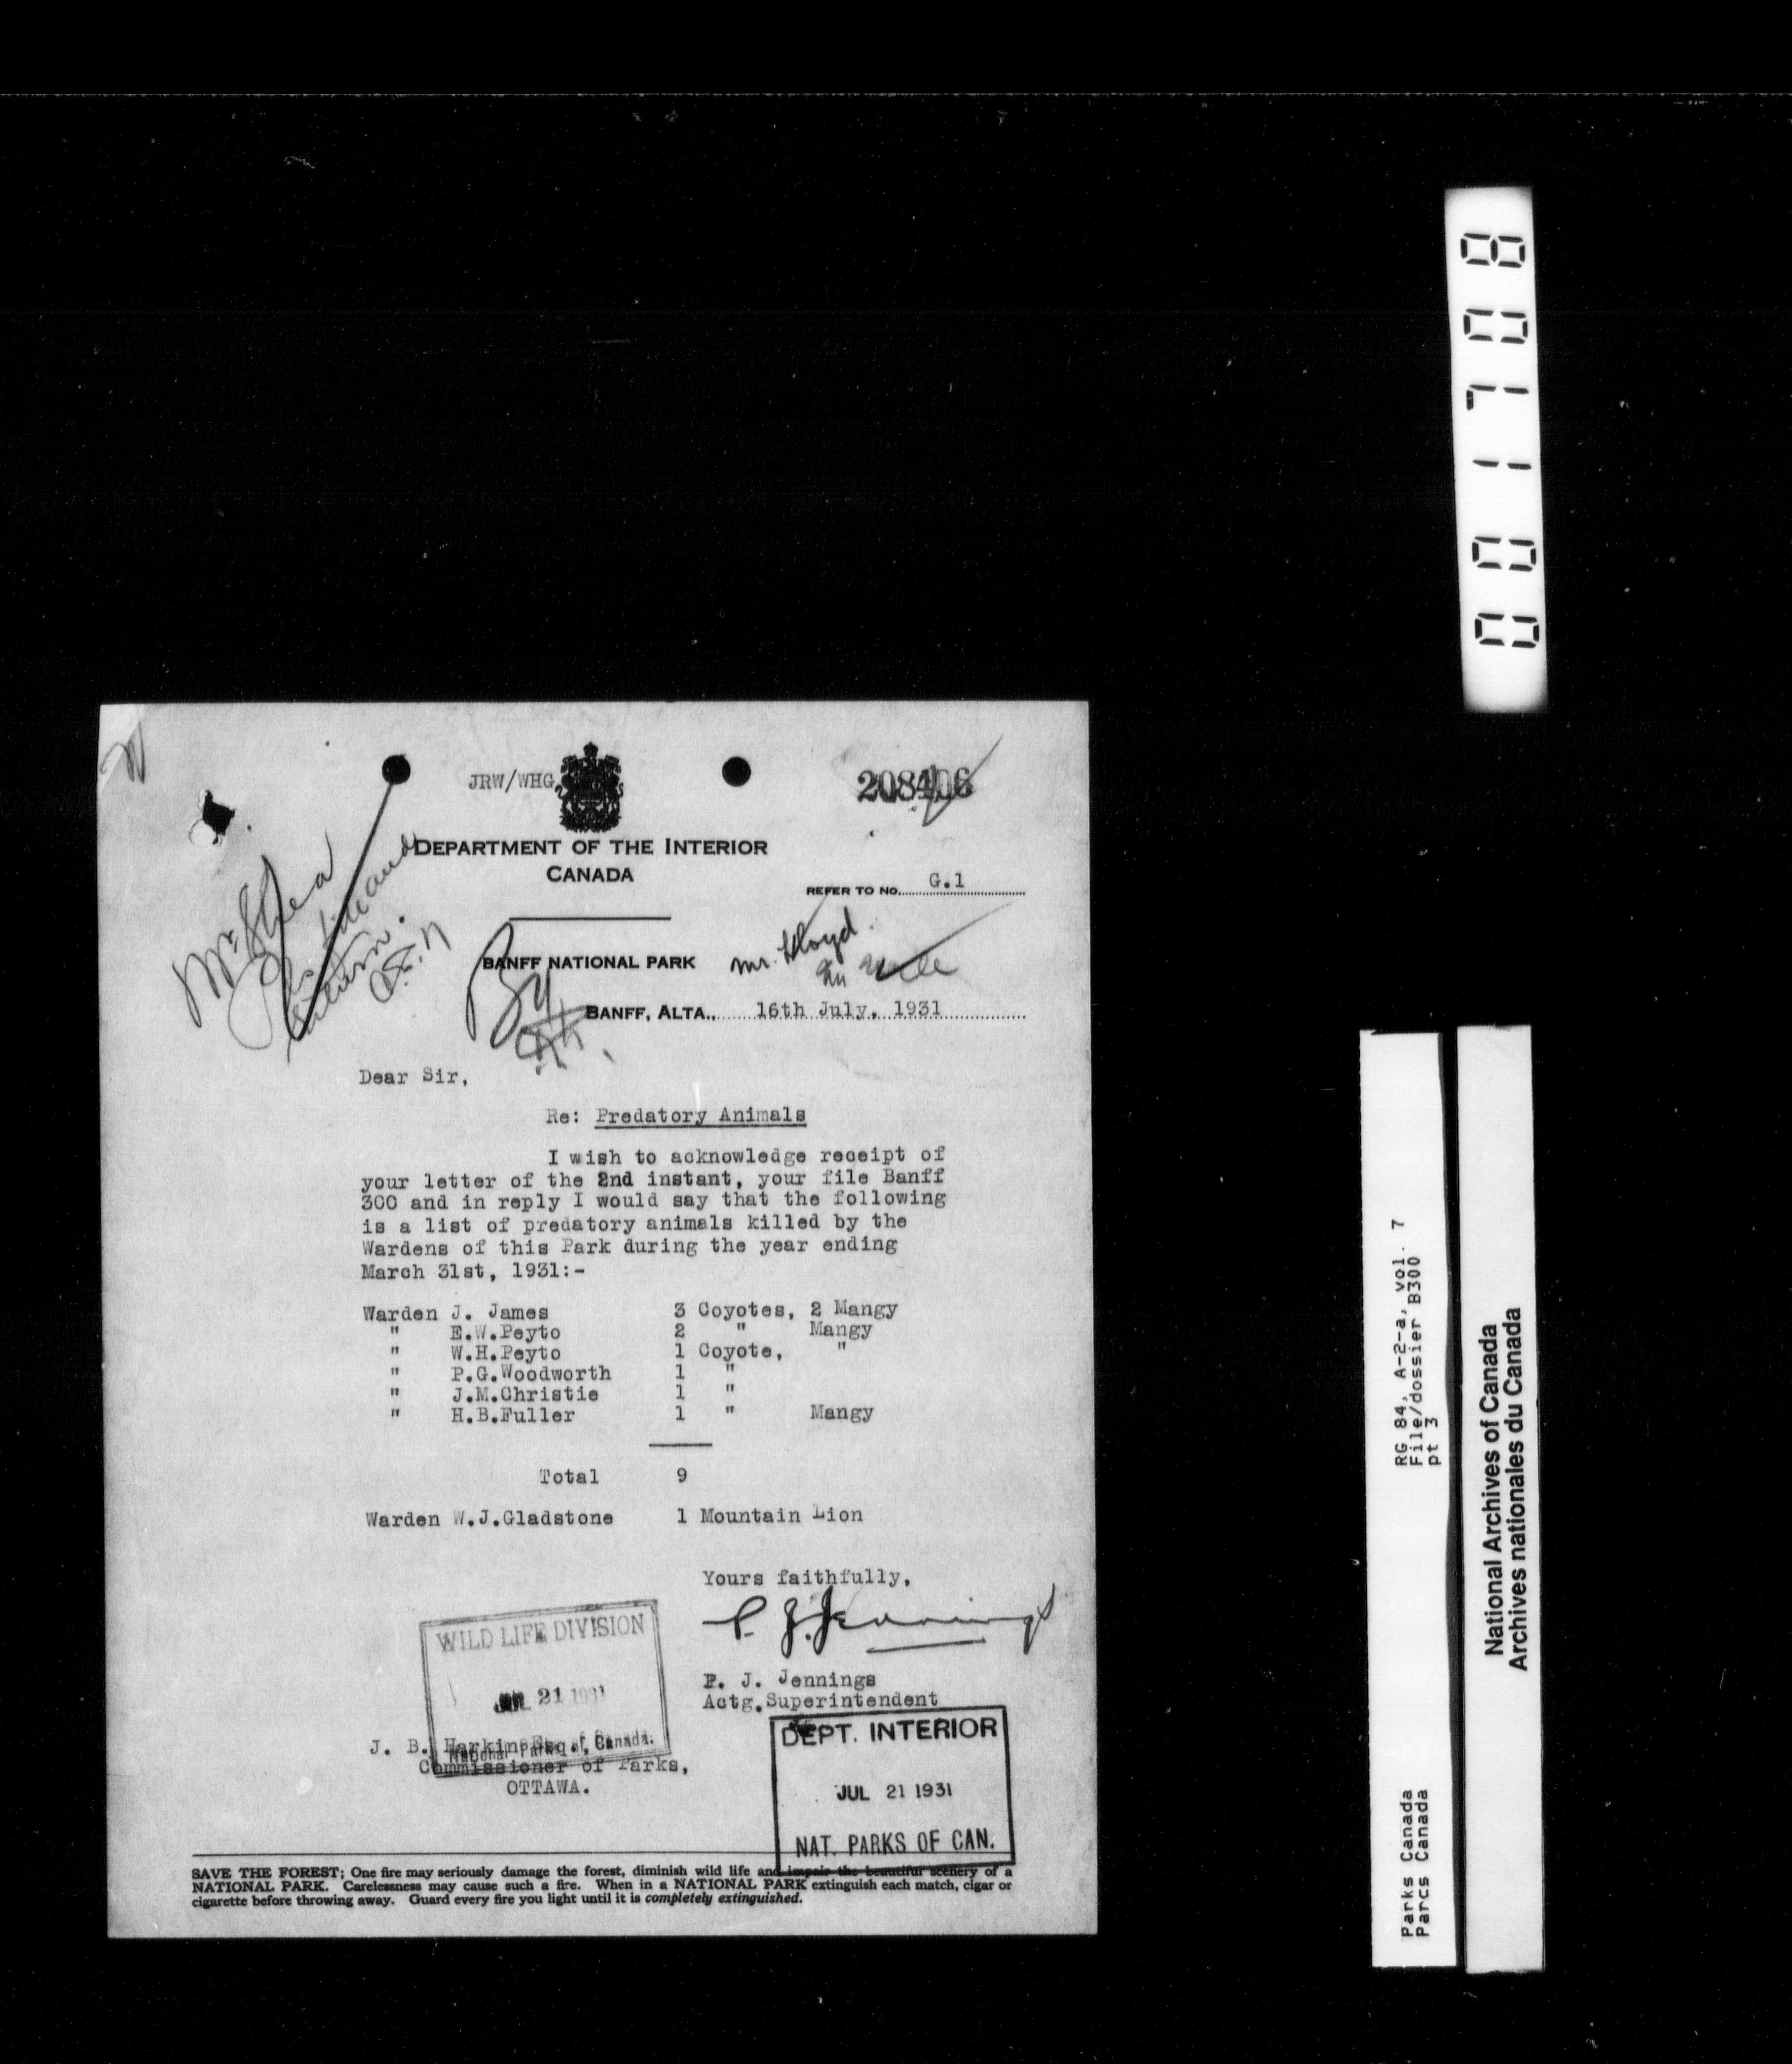 JRW/WHG
208406
DEPARTMENT OF THE INTERIOR
CANADA
REFER TO NO. G.1
Mr. Shea
BANFF NATIONAL PARK
Mr. Lloyd.
BANFF, ALTA., 16th July, 1931
Dear Sir,
Re: Predatory Animals
I wish to acknowledge receipt of
your letter of the 2nd instant, your file Banff
300 and in reply I would say that the following
is a list of predatory animals killed by the
Wardens of this Park during the year ending
March 31st, 1931:-
Warden J. James 3 Coyotes, 2 Mangy
" E.W.Peyto 2 " Mangy
" W.H.Peyto 1 Coyote, "
" P.G.Woodworth 1 "
" J.M.Christie 1 "
" H.B.Fuller 1 " Mangy
Total 9
Warden W.J.Gladstone 1 Mountain Lion
Yours faithfully,
P. J. Jennings
P. J. Jennings
Actg.Superintendent
WILD LIFE DIVISION
JUL 21 1931
National Parks of Canada.
J. B. Harkin Esq., 
Commissioner of Parks,
OTTAWA.
DEPT. INTERIOR
JUL 21 1931
NAT. PARKS OF CAN.
SAVE THE FOREST; One fire may seriously damage the forest, diminish wild life and impair the beautiful scenery of a
NATIONAL PARK. Carelessness may cause such a fire. When in a NATIONAL PARK extinguish each match, cigar or
cigarette before throwing away. Guard every fire you light until it is completely extinguished.
001708
RG 84, A-2-a, vol. 7
File/dossier B300
pt 3
Parks Canada
Parcs Canada
National Archives of Canada
Archives nationales du Canada